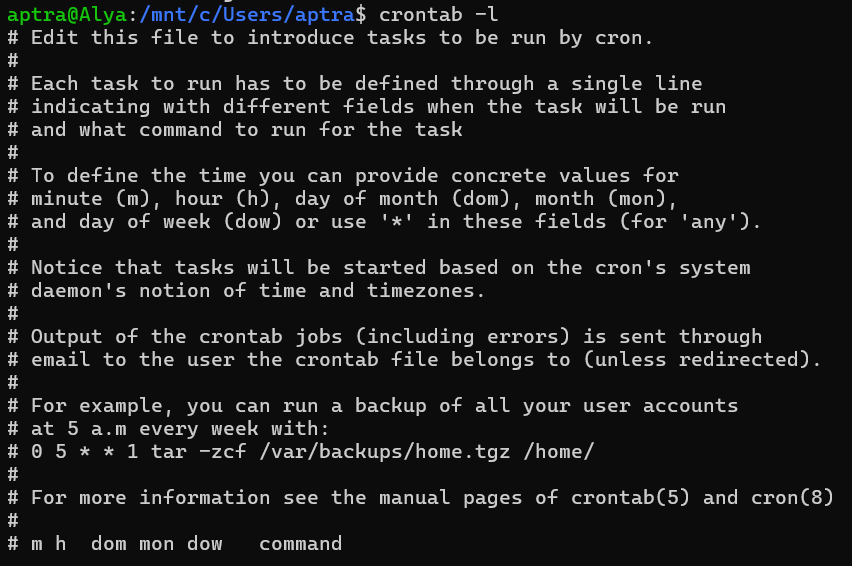 aptra@Alya:/mnt/c/Users/aptra$ crontab -l
# Edit this file to introduce tasks to be run by cron.
#
# Each task to run has to be defined through a single line
# indicating with different fields when the task will be run
# and what command to run for the task
#
# To define the time you can provide concrete values for
# minute (m), hour (h), day of month (dom), month (mon),
# and day of week (dow) or use '*' in these fields (for 'any').
#
# Notice that tasks will be started based on the cron's system
# daemon's notion of time and timezones.
#
# Output of the crontab jobs (including errors) is sent through
# email to the user the crontab file belongs to (unless redirected).
#
# For example, you can run a backup of all your user accounts
# at 5 a.m every week with:
# 0 5 * * 1 tar -zcf /var/backups/home.tgz /home/
#
# For more information see the manual pages of crontab(5) and cron(8)
#
# m h  dom mon dow   command